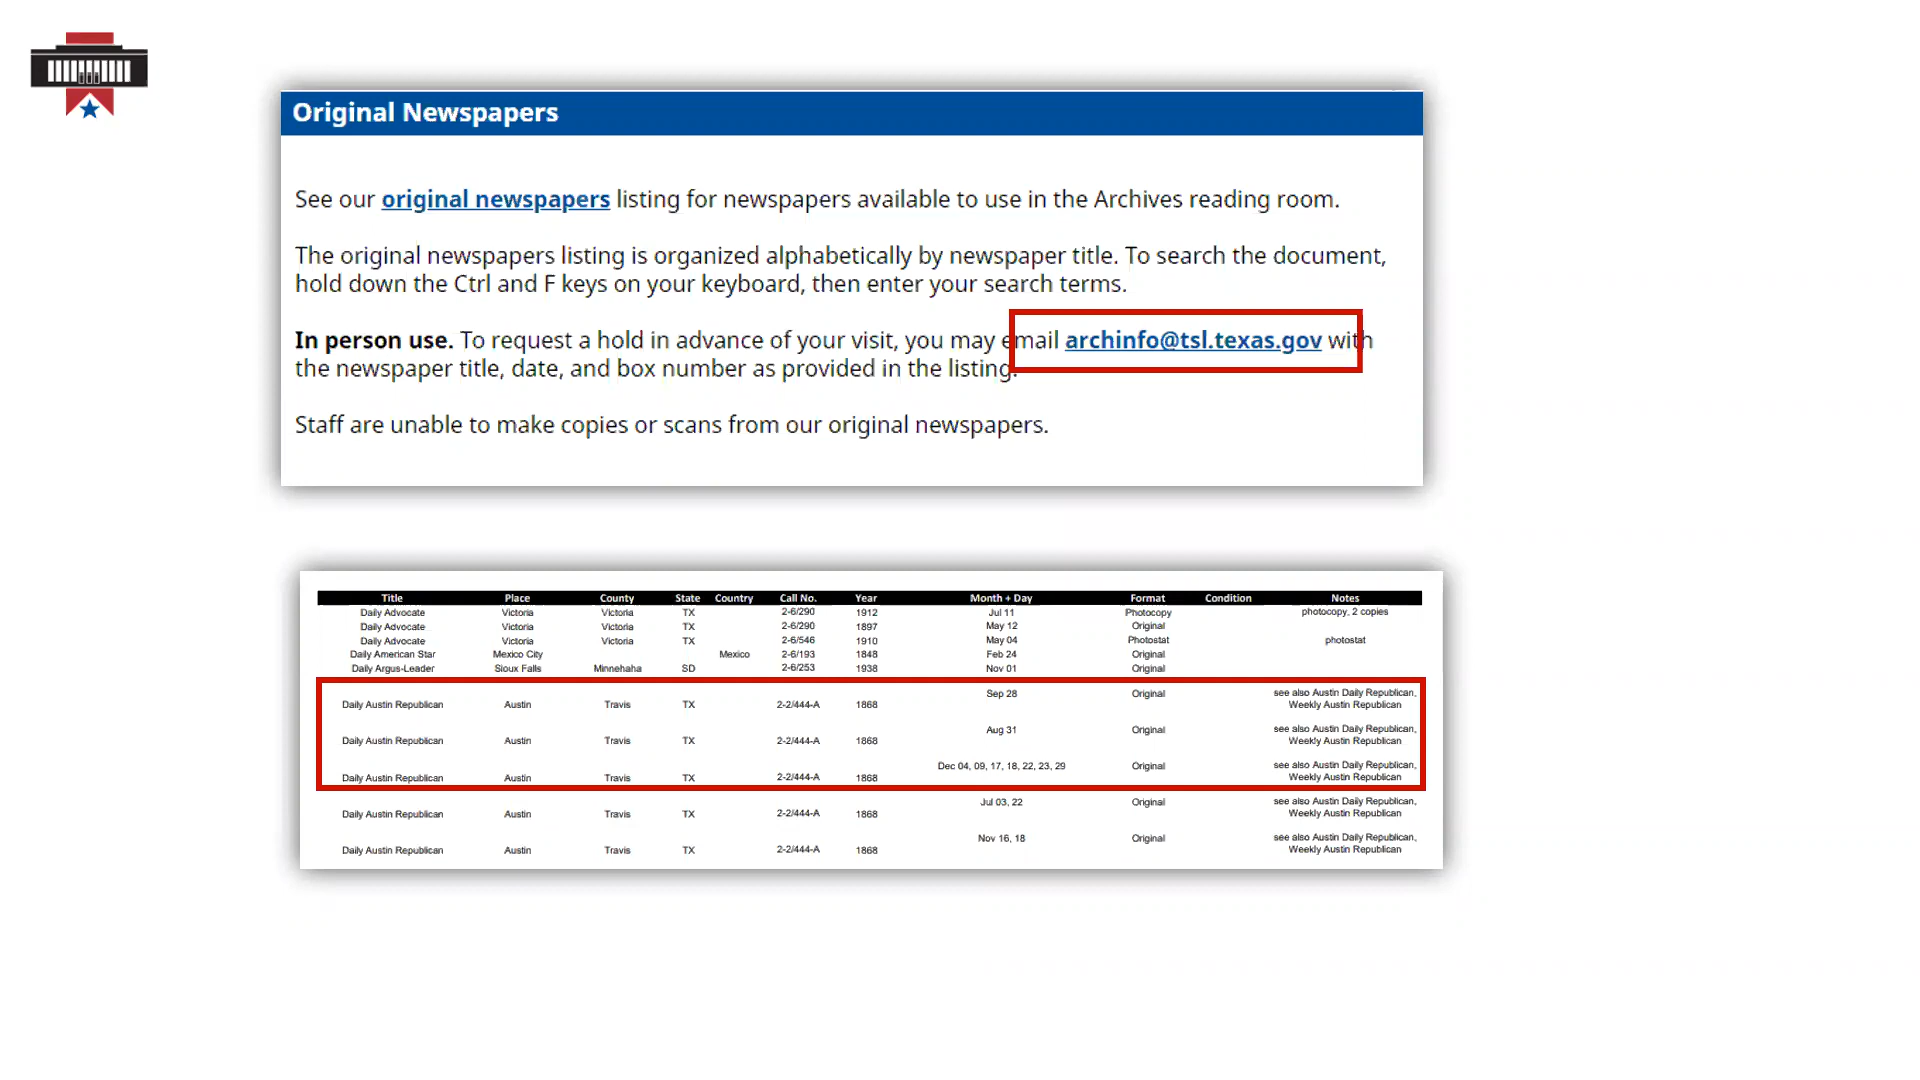 Original Newspapers
See our original newspapers listing for newspapers available to use in the Archives reading room.
The original newspapers listing is organized alphabetically by newspaper title. To search the document,
hold down the Ctrl and F keys on your keyboard, then enter your search terms.
In person use. To request a hold in advance of your visit, you may email archinfo@tsl.texas.gov with
the newspaper title, date, and box number as provided in the listing.
Staff are unable to make copies or scans from our original newspapers.
Title Place County State Country Call No. Year Month + Day Format Condition Notes
Daily Advocate Victoria Victoria TX 2-6/290 1912 Jul 11 Photocopy photocopy, 2 copies
Daily Advocate Victoria Victoria TX 2-6/290 1897 May 12 Original
Daily Advocate Victoria Victoria TX 2-6/546 1910 May 04 Photostat photostat
Daily American Star Mexico City Mexico 2-6/193 1848 Feb 24 Original
Daily Argus-Leader Sioux Falls Minnehaha SD 2-6/253 1938 Nov 01 Original
Sep 28 Original see also Austin Daily Republican,
Daily Austin Republican Austin Travis TX 2-2/444-A 1868 Weekly Austin Republican
Aug 31 Original see also Austin Daily Republican,
Daily Austin Republican Austin Travis TX 2-2/444-A 1868 Weekly Austin Republican
Dec 04, 09, 17, 18, 22, 23, 29 Original see also Austin Daily Republican,
Daily Austin Republican Austin Travis TX 2-2/444-A 1868 Weekly Austin Republican
Jul 03, 22 Original see also Austin Daily Republican,
Daily Austin Republican Austin Travis TX 2-2/444-A 1868 Weekly Austin Republican
Nov 16, 18 Original see also Austin Daily Republican,
Daily Austin Republican Austin Travis TX 2-2/444-A 1868 Weekly Austin Republican